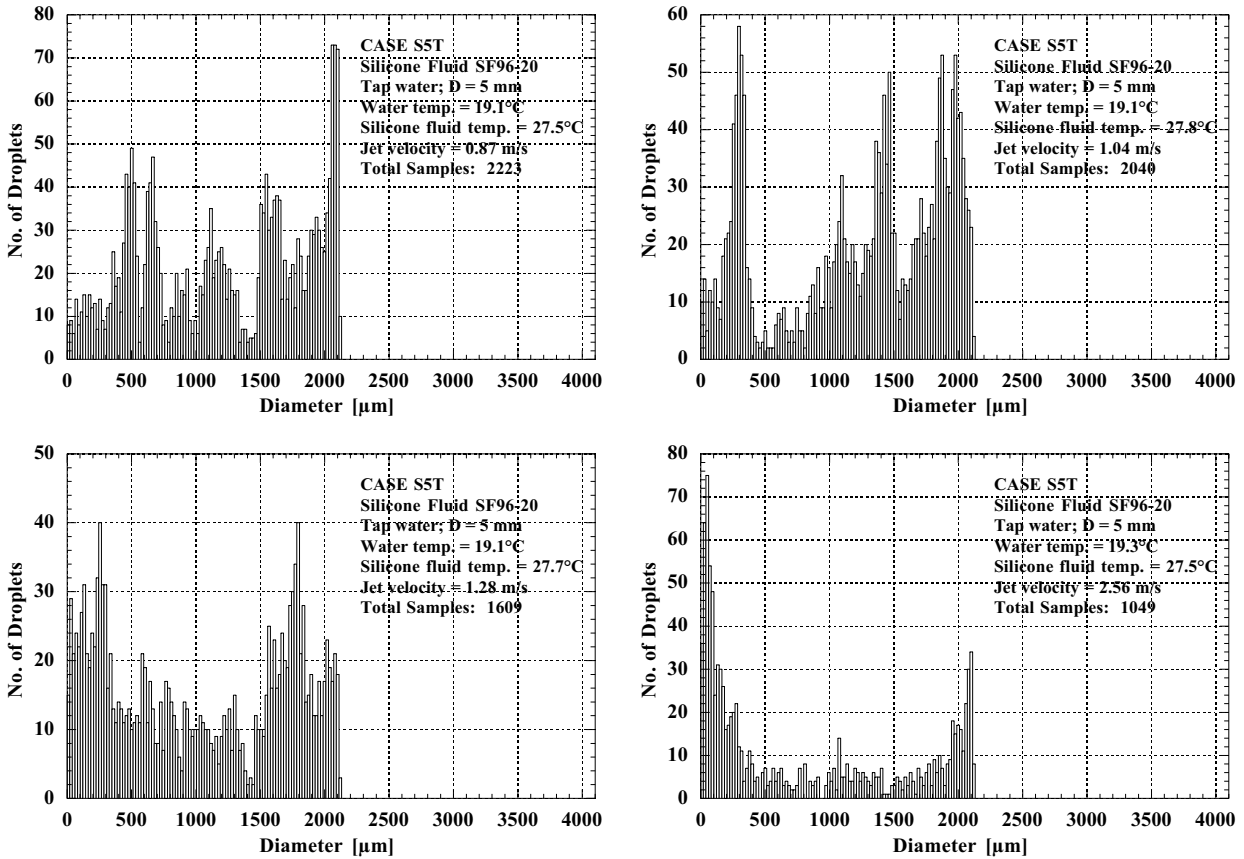 80
70
60
50
40
30
20
10
0
No. of Droplets
CASE S5T
Silicone Fluid SF96-20
Tap water; D = 5 mm
Water temp. = 19.1°C
Silicone fluid temp. = 27.5°C
Jet velocity = 0.87 m/s
Total Samples: 2223
0 500 1000 1500 2000 2500 3000 3500 4000
Diameter [µm]
60
50
40
30
20
10
0
No. of Droplets
CASE S5T
Silicone Fluid SF96-20
Tap water; D = 5 mm
Water temp. = 19.1°C
Silicone fluid temp. = 27.8°C
Jet velocity = 1.04 m/s
Total Samples: 2040
0 500 1000 1500 2000 2500 3000 3500 4000
Diameter [µm]
50
40
30
20
10
0
No. of Droplets
CASE S5T
Silicone Fluid SF96-20
Tap water; D = 5 mm
Water temp. = 19.1°C
Silicone fluid temp. = 27.7°C
Jet velocity = 1.28 m/s
Total Samples: 1609
0 500 1000 1500 2000 2500 3000 3500 4000
Diameter [µm]
80
70
60
50
40
30
20
10
0
No. of Droplets
CASE S5T
Silicone Fluid SF96-20
Tap water; D = 5 mm
Water temp. = 19.3°C
Silicone fluid temp. = 27.5°C
Jet velocity = 2.56 m/s
Total Samples: 1049
0 500 1000 1500 2000 2500 3000 3500 4000
Diameter [µm]